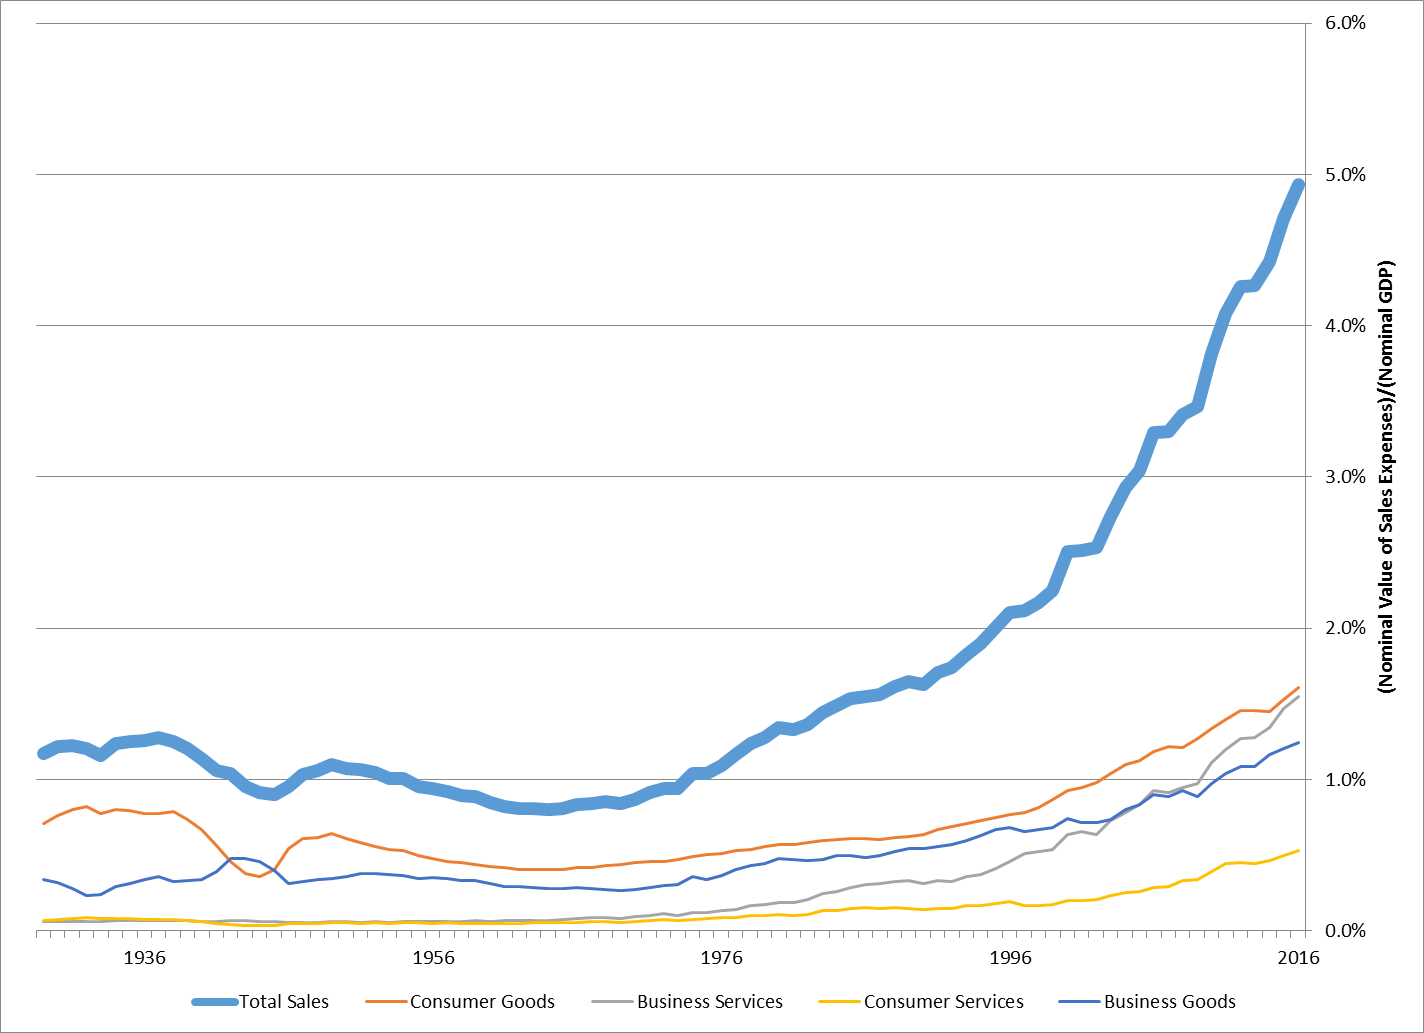 6.0%
5.0%
4.0%
3.0%
2.0%
1.0%
0.0%
(Nominal Value of Sales Expenses)/(Nominal GDP)
1936 1956 1976 1996 2016
Total Sales Consumer Goods Business Services Consumer Services Business Goods